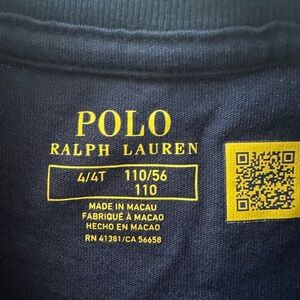 POLO
RALPH LAUREN
4/4T 110/56
110
MADE IN MACAU
FABRIQUÉ À MACAO
HECHO EN MACAO
RN 41381/CA 56658